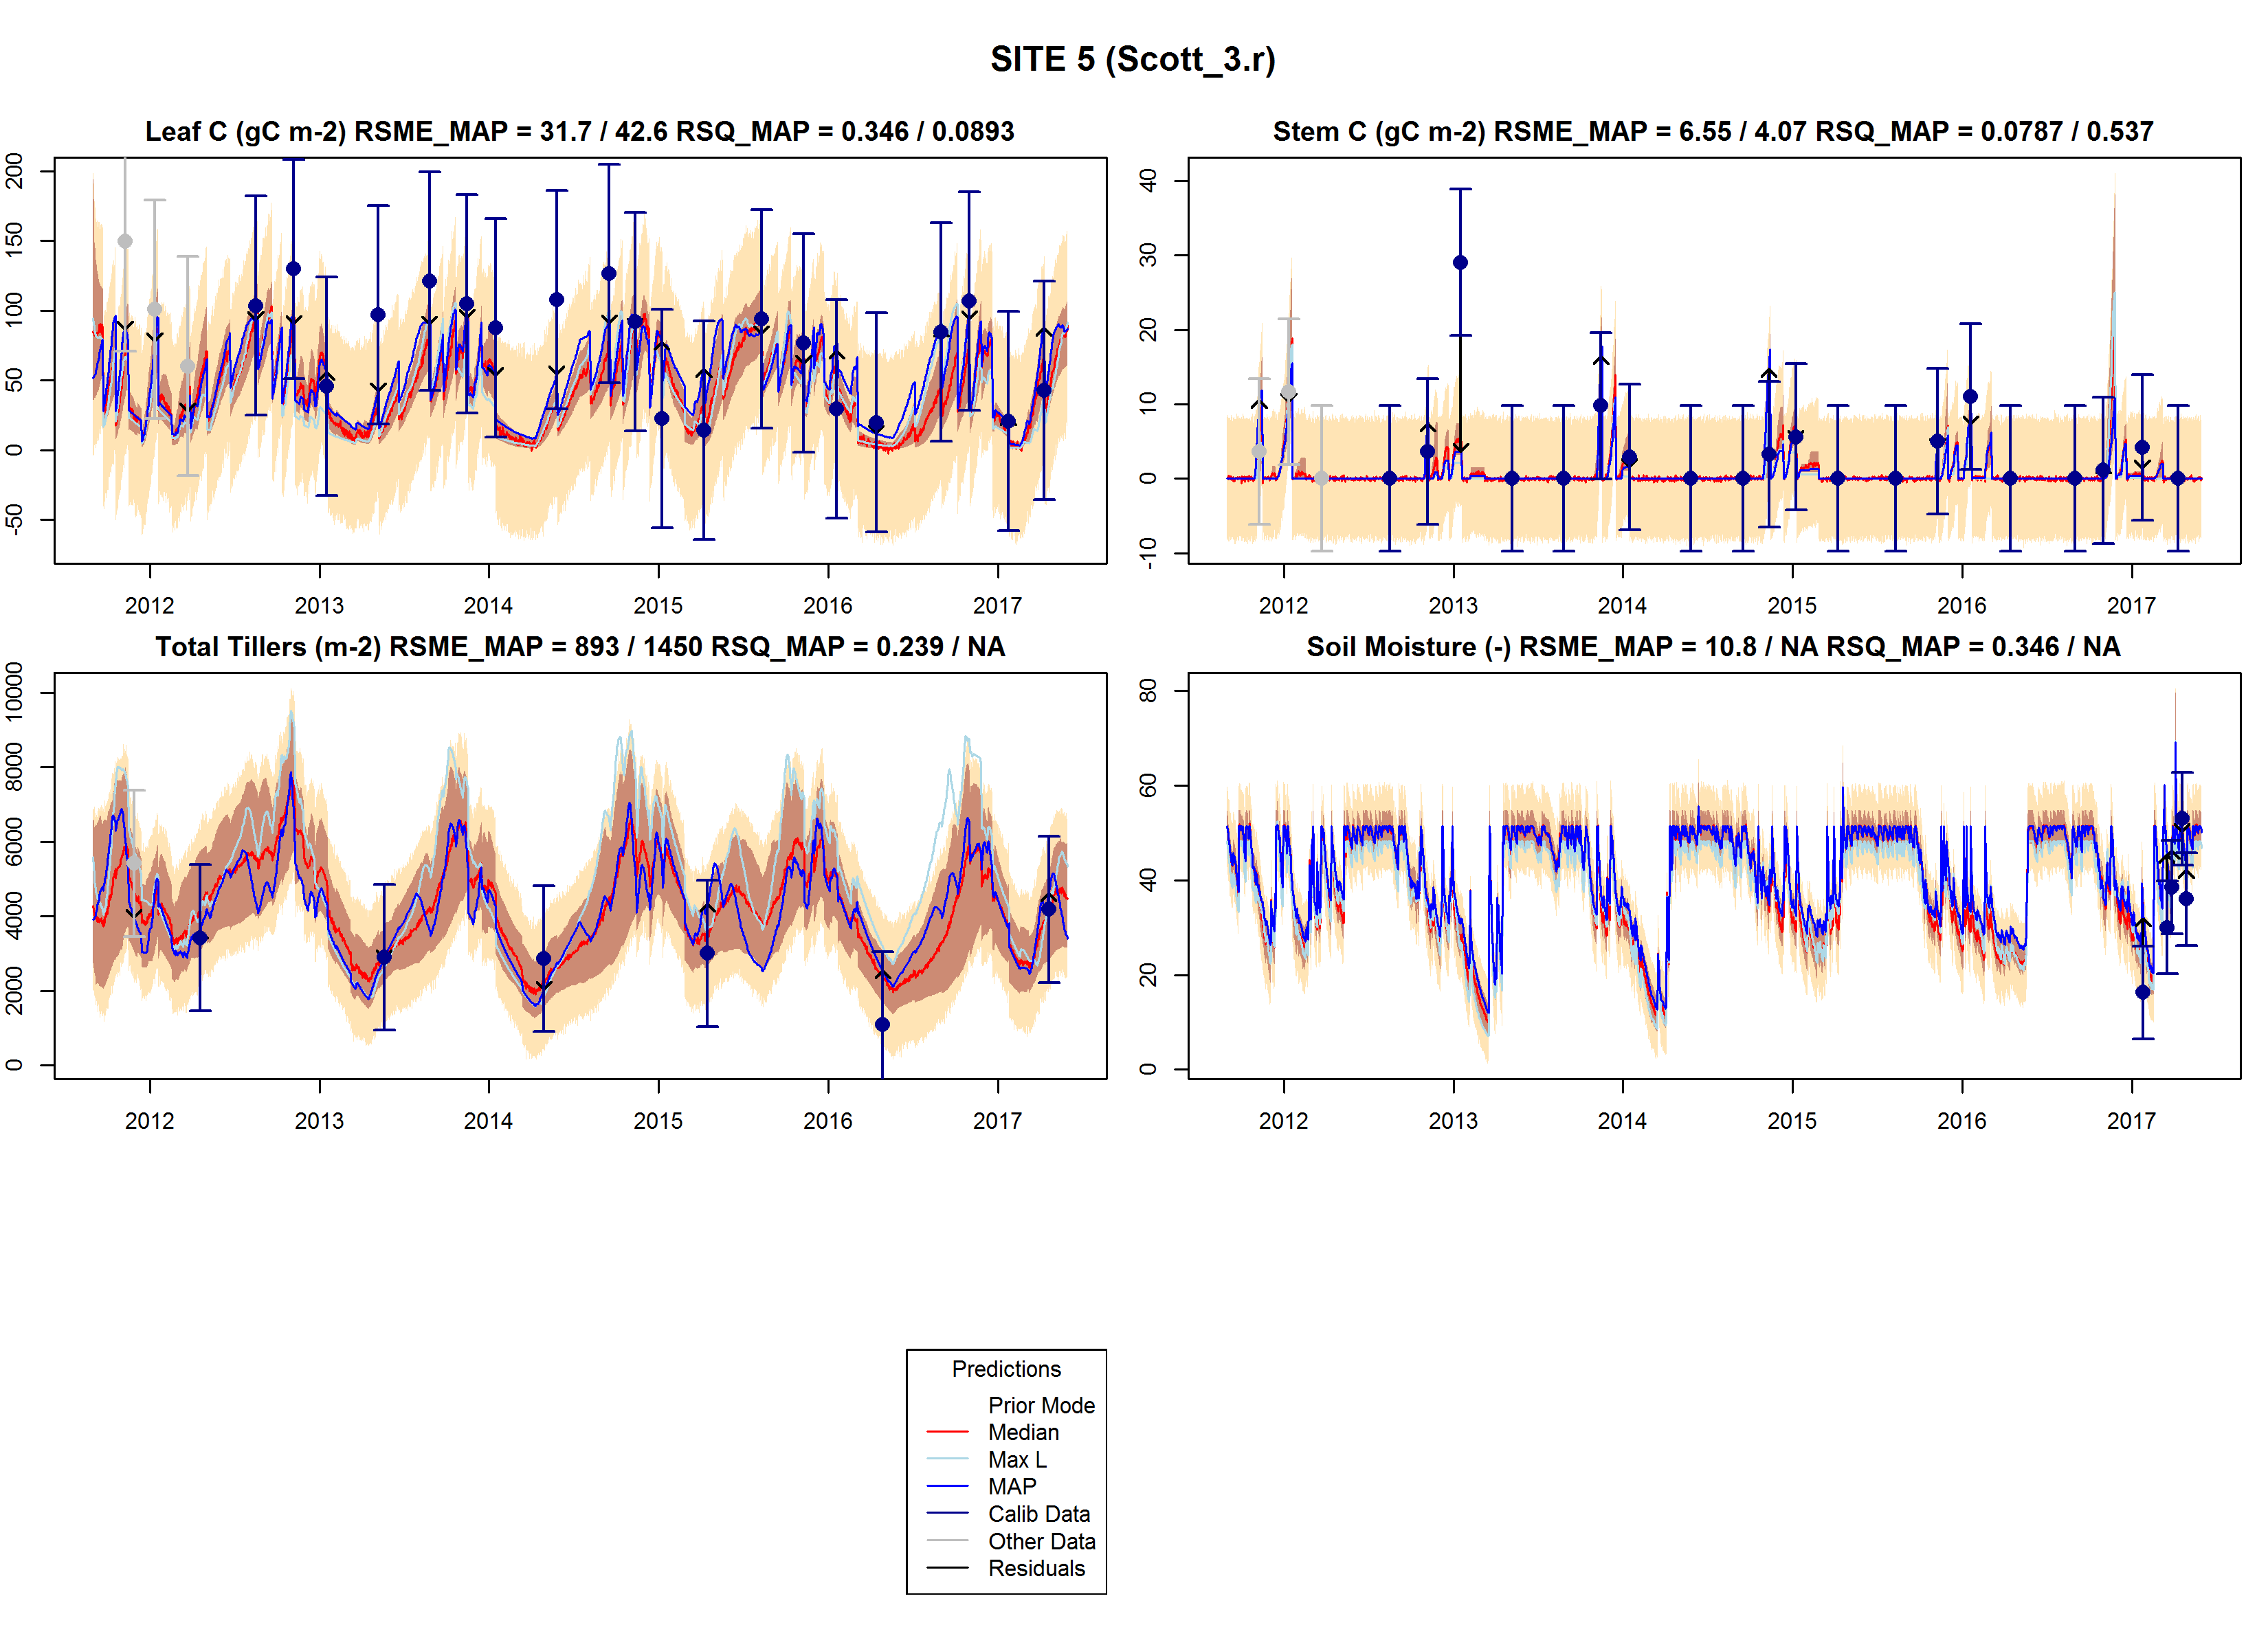 SITE 5 (Scott_3.r)
Leaf C (gC m-2) RSME_MAP = 31.7 / 42.6 RSQ_MAP = 0.346 / 0.0893
200
150
100
50
0
-50
2012 2013 2014 2015 2016 2017
Stem C (gC m-2) RSME_MAP = 6.55 / 4.07 RSQ_MAP = 0.0787 / 0.537
40
30
20
10
0
-10
2012 2013 2014 2015 2016 2017
Total Tillers (m-2) RSME_MAP = 893 / 1450 RSQ_MAP = 0.239 / NA
10000
8000
6000
4000
2000
0
2012 2013 2014 2015 2016 2017
Soil Moisture (-) RSME_MAP = 10.8 / NA RSQ_MAP = 0.346 / NA
80
60
40
20
0
2012 2013 2014 2015 2016 2017
Predictions
Prior Mode
Median
Max L
MAP
Calib Data
Other Data
Residuals